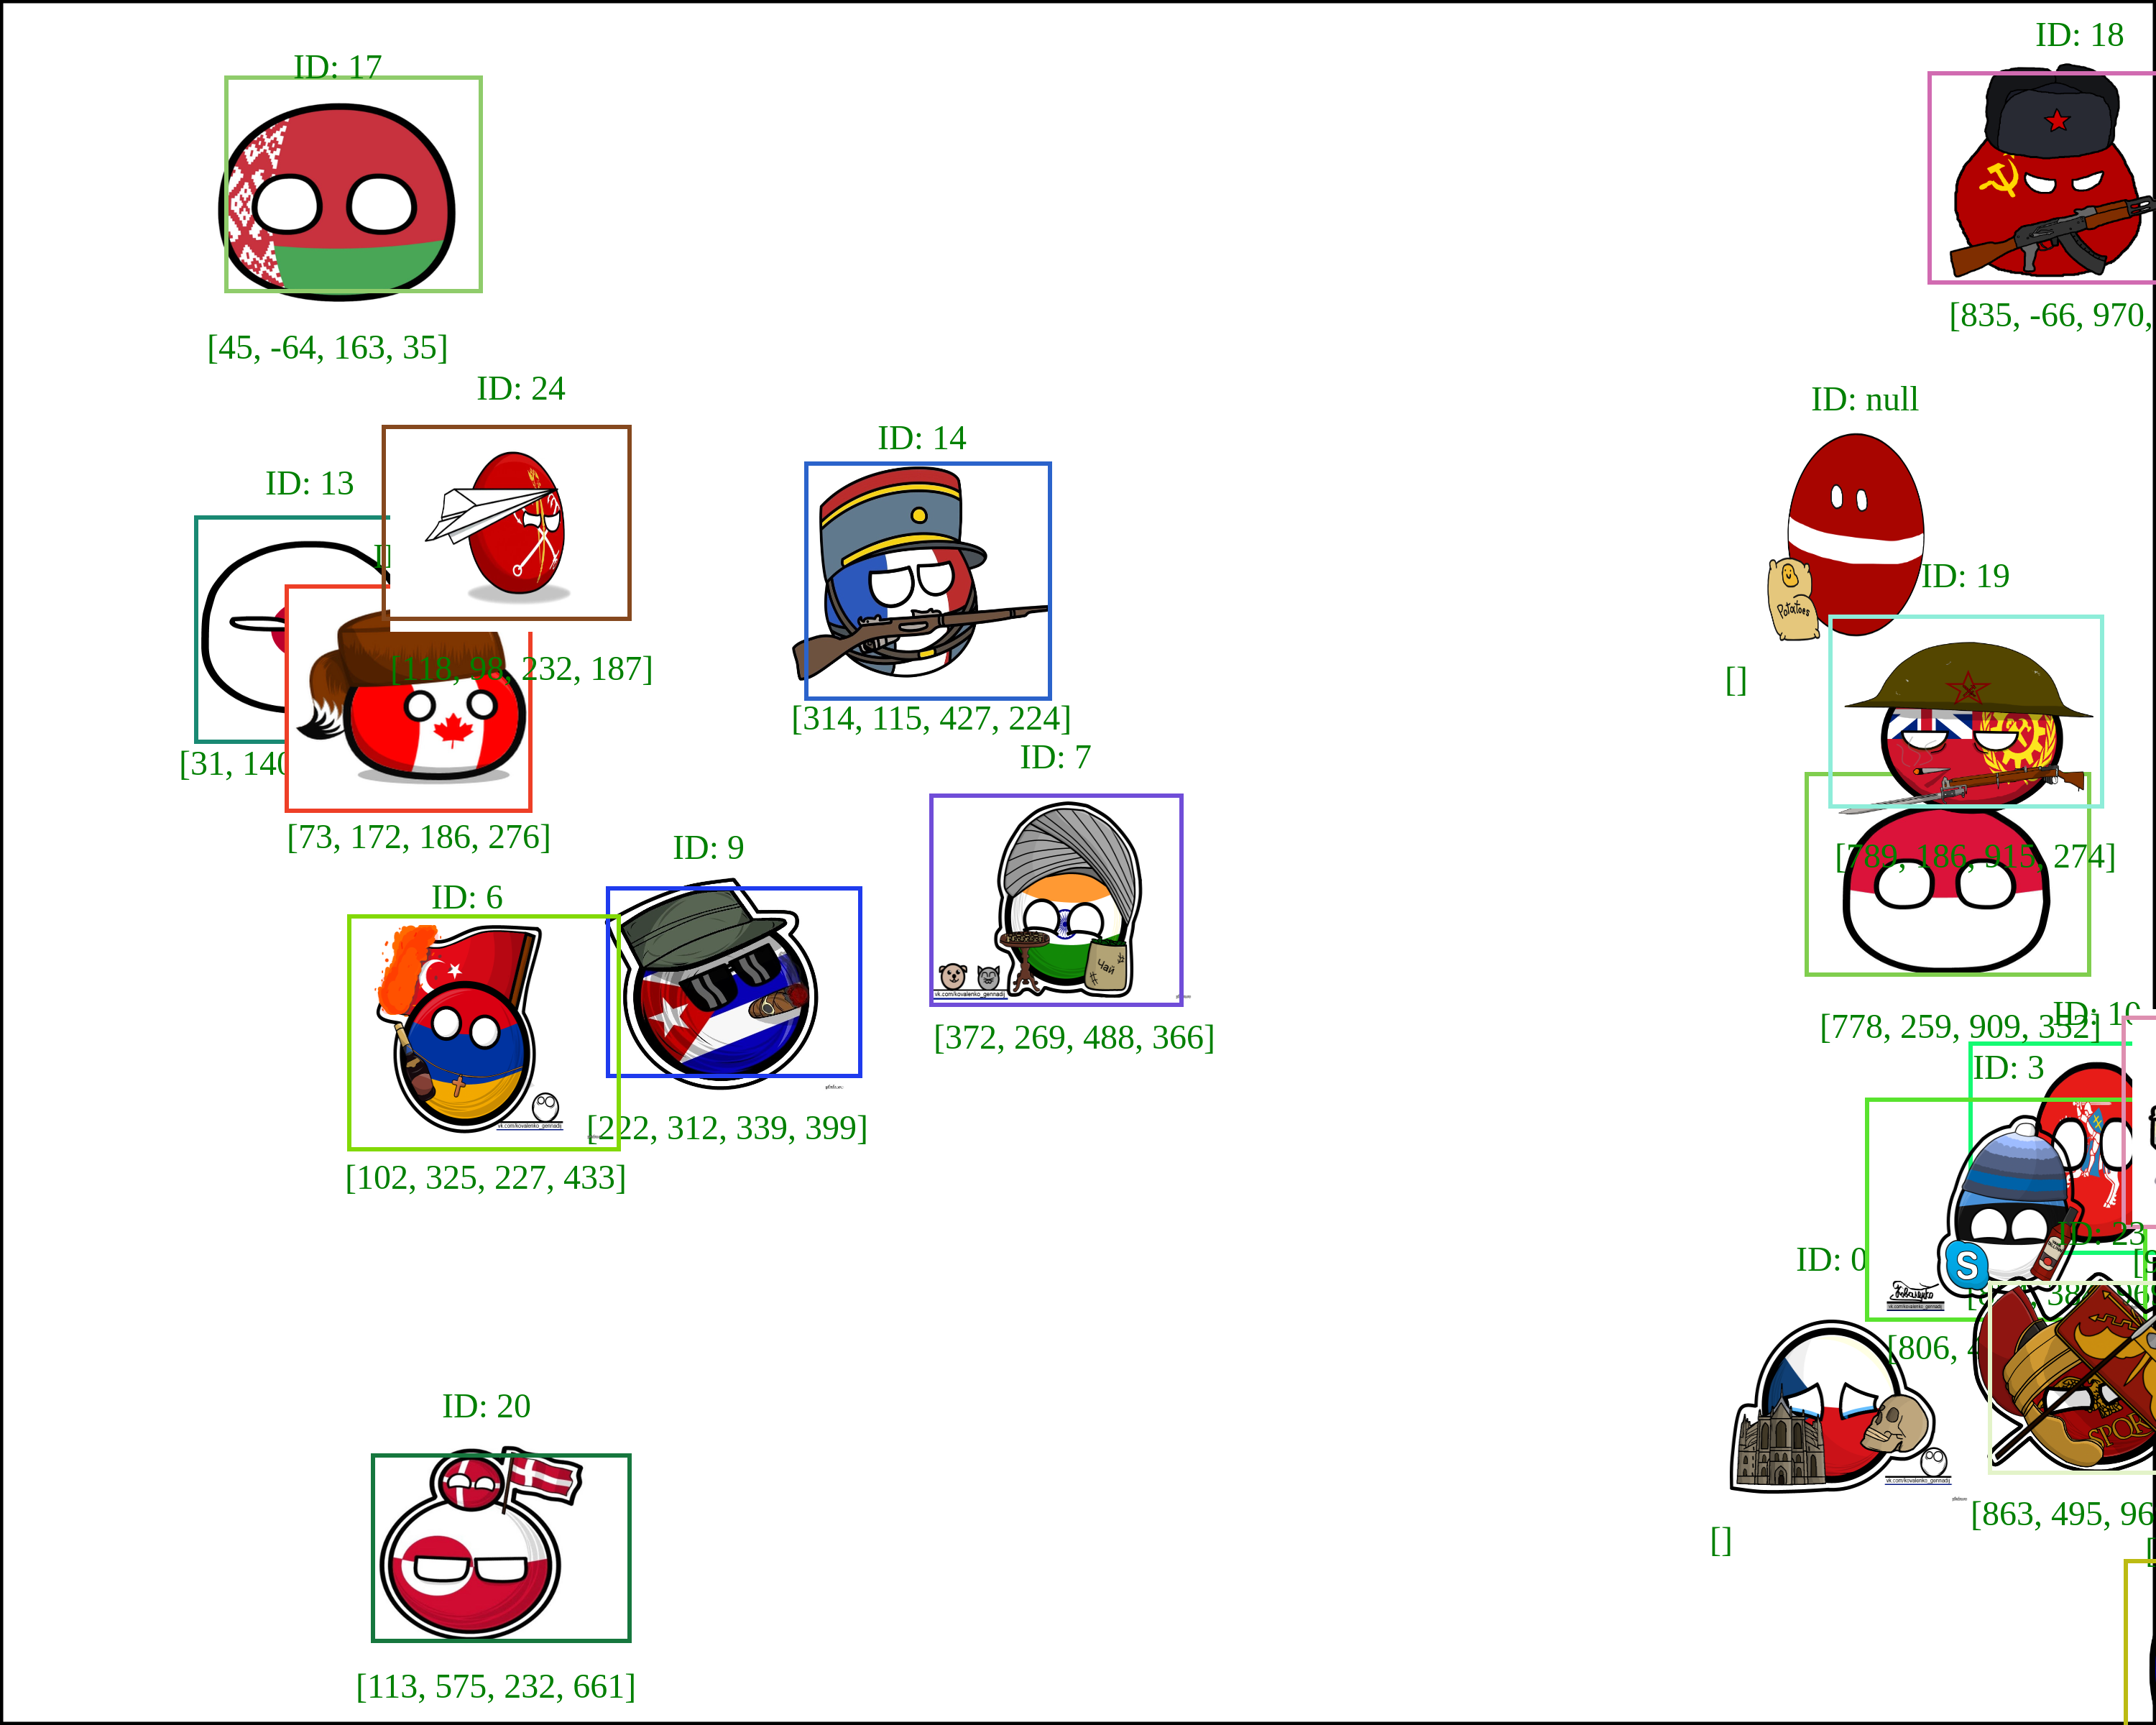 ID: 17
ID: 18
[45, -64, 163, 35]
[835, -66, 970,
ID: 24
ID: null
ID: 14
ID: 13
Potatoes
ID: 19
[118, 98, 232, 187]
[]
[314, 115, 427, 224]
[31, 140
ID: 7
[73, 172, 186, 276]
ID: 9
[789, 186, 915, 274]
ID: 6
Чай
vk.com/kovalenko_gennadij
[372, 269, 488, 366]
[778, 259, 909, 352]
ID: 10
ID: 3
vk.com/kovalenko_gennadij
[222, 312, 339, 399]
[102, 325, 227, 433]
ID: 23
ID: 0
S
vk.com/kovalenko_gennadij
[806,
ID: 20
SPQR
vk.com/kovalenko_gennadij
[863, 495, 96
[]
[113, 575, 232, 661]